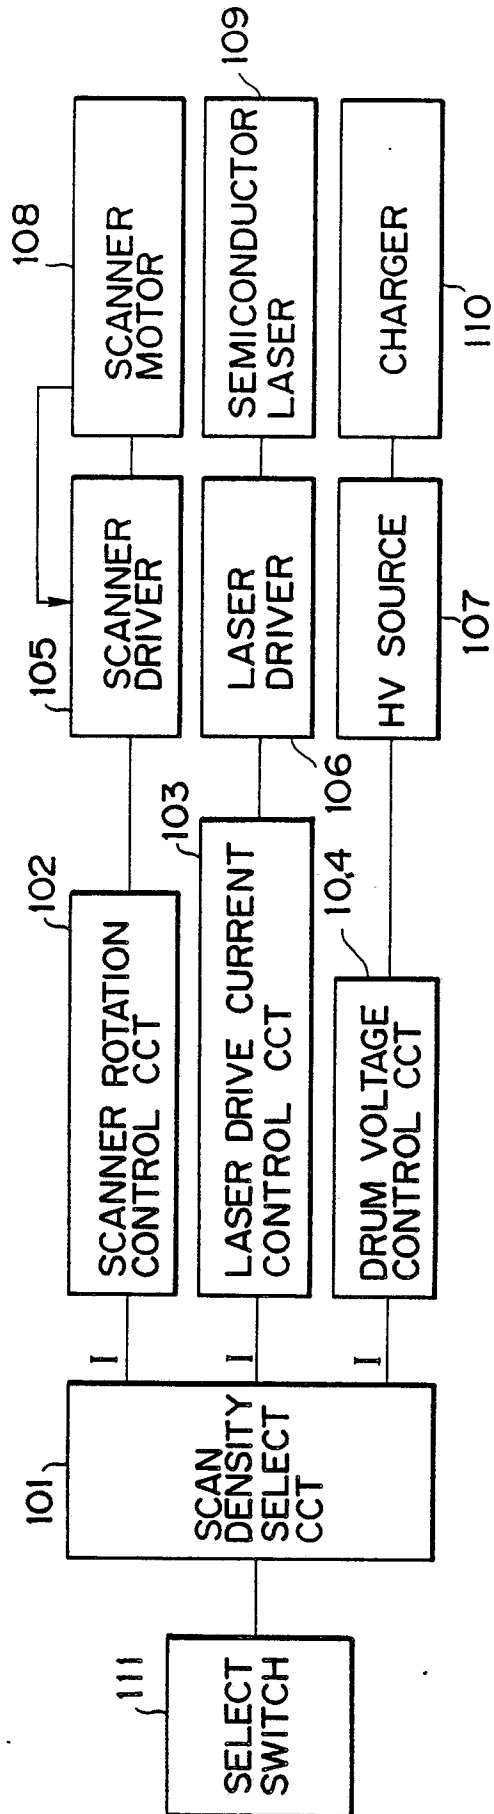 111
SELECT
SWITCH
101
SCAN
DENSITY
SELECT
CCT
I
I
I
102
SCANNER ROTATION
CONTROL CCT
103
LASER DRIVE CURRENT
CONTROL CCT
104
DRUM VOLTAGE
CONTROL CCT
105
SCANNER
DRIVER
LASER
DRIVER
106
HV SOURCE
107
108
SCANNER
MOTOR
109
SEMICONDUCTOR
LASER
CHARGER
110